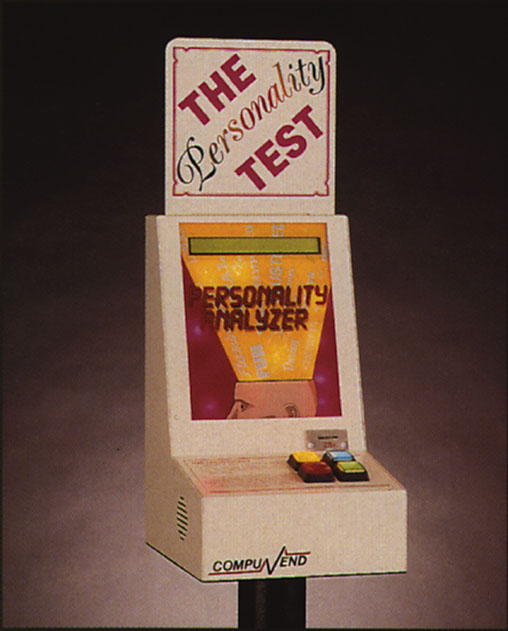 THE
Personality
TEST
PERSONALITY
ANALYZER
COMPUVEND